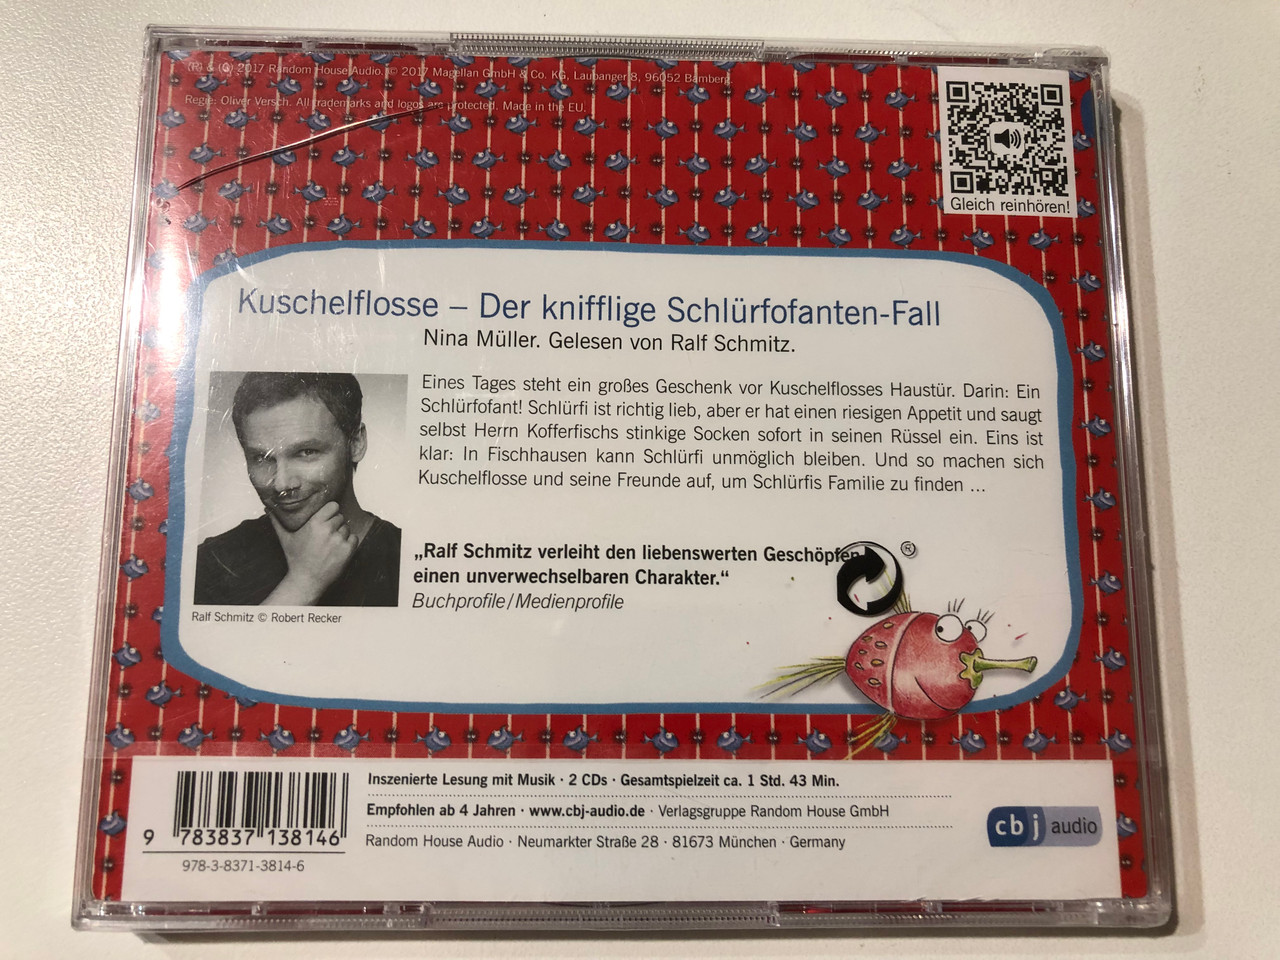 (P) & (C) 2017 Random House Audio. © 2017 Magellan GmbH & Co. KG, Laubanger 8, 96052 Bamberg.
Regie: Oliver Versch. All trademarks and logos are protected. Made in the EU.
Gleich reinhören!
Kuschelflosse – Der knifflige Schlürfofanten-Fall
Nina Müller. Gelesen von Ralf Schmitz.
Eines Tages steht ein großes Geschenk vor Kuschelflosses Haustür. Darin: Ein
Schlürfofant! Schlürfi ist richtig lieb, aber er hat einen riesigen Appetit und saugt
selbst Herrn Kofferfischs stinkige Socken sofort in seinen Rüssel ein. Eins ist
klar: In Fischhausen kann Schlürfi unmöglich bleiben. Und so machen sich
Kuschelflosse und seine Freunde auf, um Schlürfis Familie zu finden ...
„Ralf Schmitz verleiht den liebenswerten Geschöpfen
einen unverwechselbaren Charakter.“
Buchprofile/Medienprofile
®
Ralf Schmitz © Robert Recker
Inszenierte Lesung mit Musik · 2 CDs · Gesamtspielzeit ca. 1 Std. 43 Min.
Empfohlen ab 4 Jahren · www.cbj-audio.de · Verlagsgruppe Random House GmbH
Random House Audio · Neumarkter Straße 28 · 81673 München · Germany
9 783837 138146
978-3-8371-3814-6
cbj audio